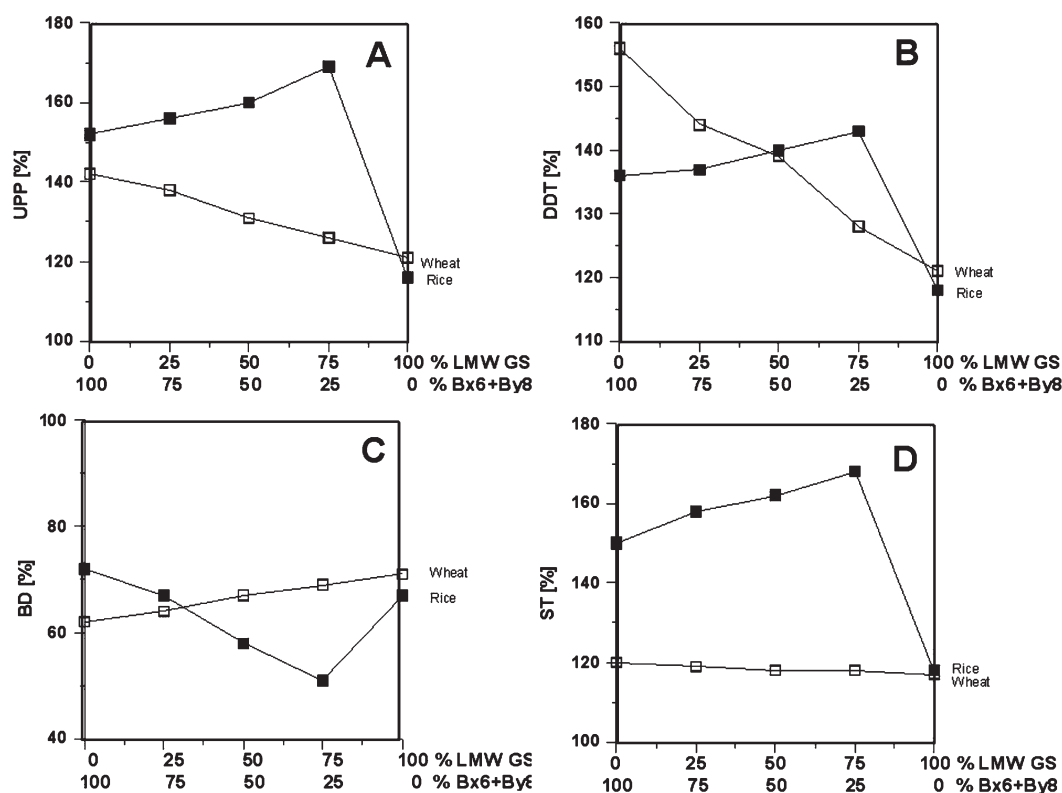 A
UPP [%]
180
160
140
120
100
Wheat
Rice
0 25 50 75 100 % LMW GS
100 75 50 25 0 % Bx6+By8
B
DDT [%]
160
150
140
130
120
110
Wheat
Rice
0 25 50 75 100 % LMW GS
100 75 50 25 0 % Bx6+By8
C
BD [%]
100
80
60
40
Wheat
Rice
0 25 50 75 100 % LMW GS
100 75 50 25 0 % Bx6+By8
D
ST [%]
180
160
140
120
100
Rice
Wheat
0 25 50 75 100 % LMW GS
100 75 50 25 0 % Bx6+By8